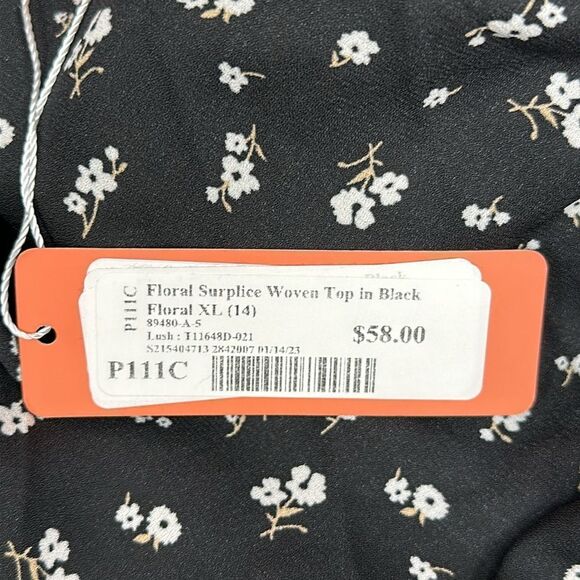 Black
P111C
Floral Surplice Woven Top in Black
Floral XL (14)
89480-A-5
Lush : T11648D-021
$58.00
S215404713 2842007 01/14/23
P111C